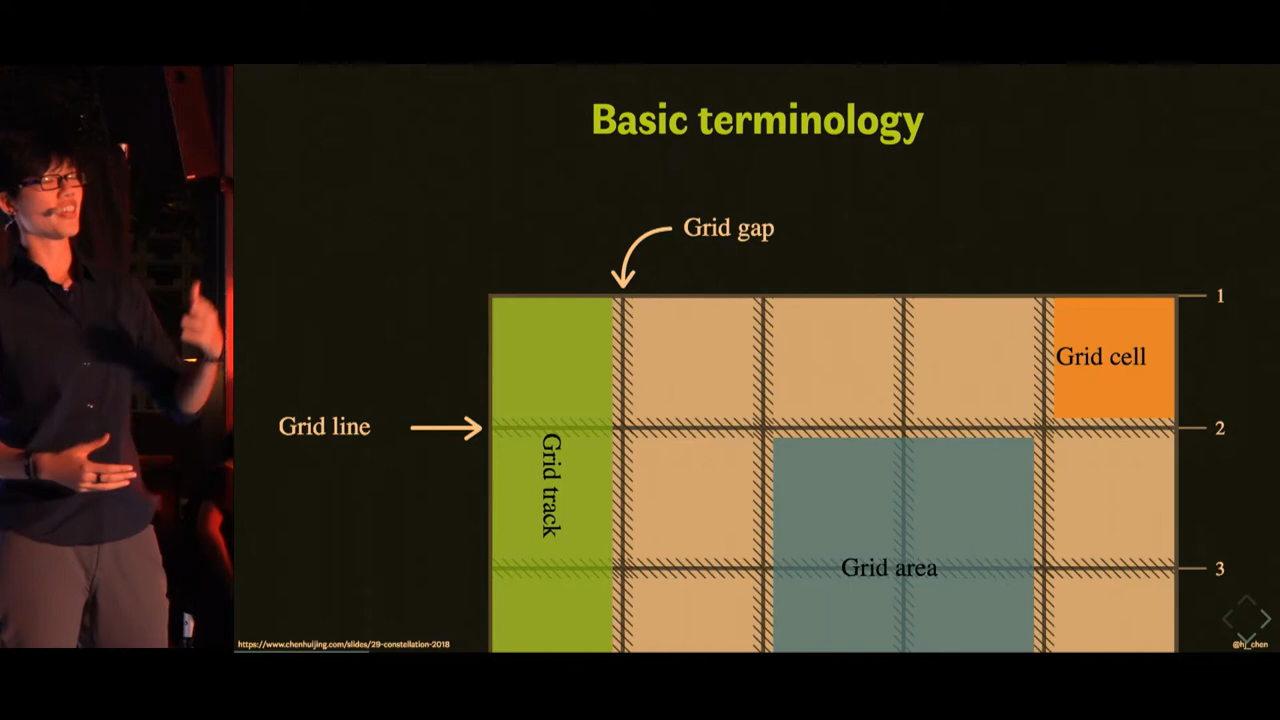 Basic terminology
Grid gap
1
Grid cell
Grid line
2
Grid track
Grid area
3
https://www.chenhuijing.com/slides/29-constellation-2018
@hj_chen